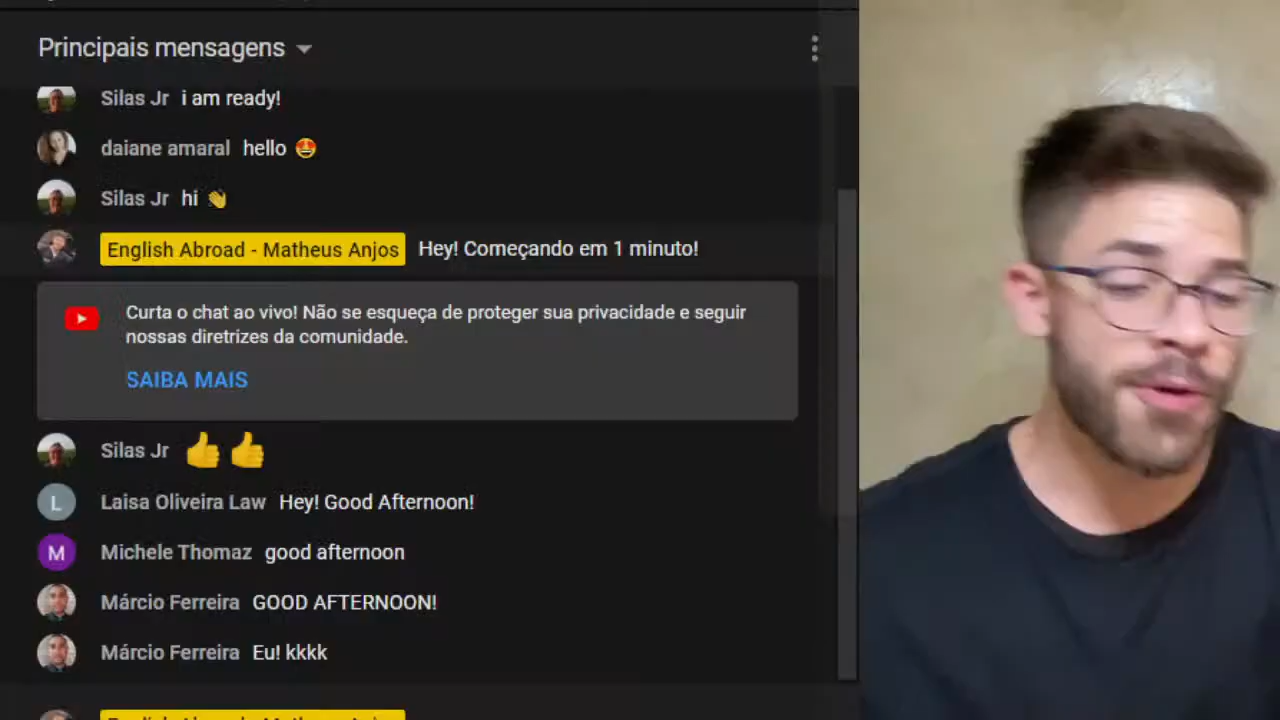 Principais mensagens
Silas Jr i am ready!
daiane amaral hello 🤩
Silas Jr hi 👋
English Abroad - Matheus Anjos Hey! Começando em 1 minuto!
Curta o chat ao vivo! Não se esqueça de proteger sua privacidade e seguir
nossas diretrizes da comunidade.
SAIBA MAIS
Silas Jr 👍👍
L Laisa Oliveira Law Hey! Good Afternoon!
M Michele Thomaz good afternoon
Márcio Ferreira GOOD AFTERNOON!
Márcio Ferreira Eu! kkkk